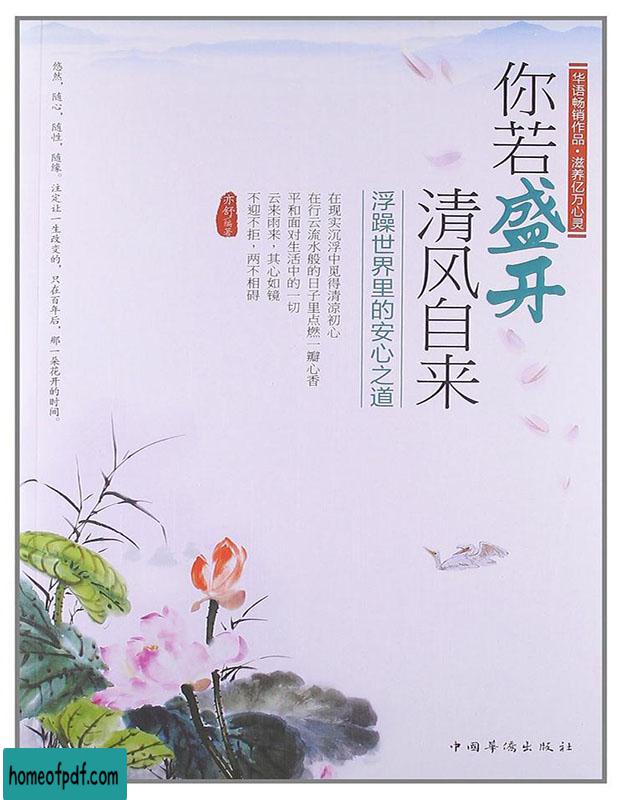 华语畅销作品·滋养亿万心灵
你若盛开
清风自来
浮躁世界里的安心之道
在现实沉浮中觅得清凉初心
在行云流水般的日子里点燃一瓣心香
平和面对生活中的一切
云来雨来,其心如镜
不迎不拒,两不相碍
亦舒 编著
悠然,随心,随性,随缘。注定让一生改变的,只在百年后,那一朵花开的时间。
中国华侨出版社
homeofpdf.com